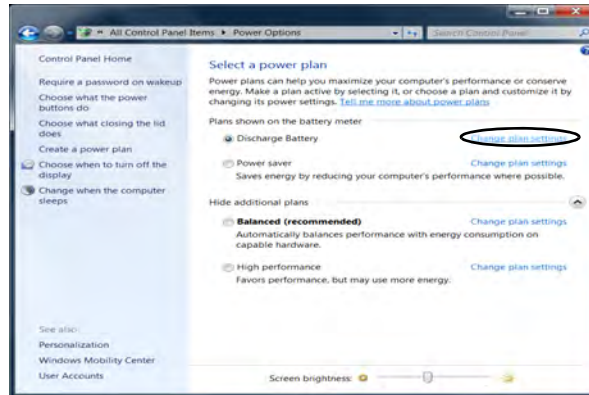 All Control Panel Items ▸ Power Options
Search Control Panel
Control Panel Home
Require a password on wakeup
Choose what the power
buttons do
Choose what closing the lid
does
Create a power plan
Choose when to turn off the
display
Change when the computer
sleeps
See also
Personalization
Windows Mobility Center
User Accounts
Select a power plan
Power plans can help you maximize your computer's performance or conserve
energy. Make a plan active by selecting it, or choose a plan and customize it by
changing its power settings. Tell me more about power plans
Plans shown on the battery meter
Discharge Battery Change plan settings
Power saver Change plan settings
Saves energy by reducing your computer's performance where possible.
Hide additional plans
Balanced (recommended) Change plan settings
Automatically balances performance with energy consumption on
capable hardware.
High performance Change plan settings
Favors performance, but may use more energy.
Screen brightness: